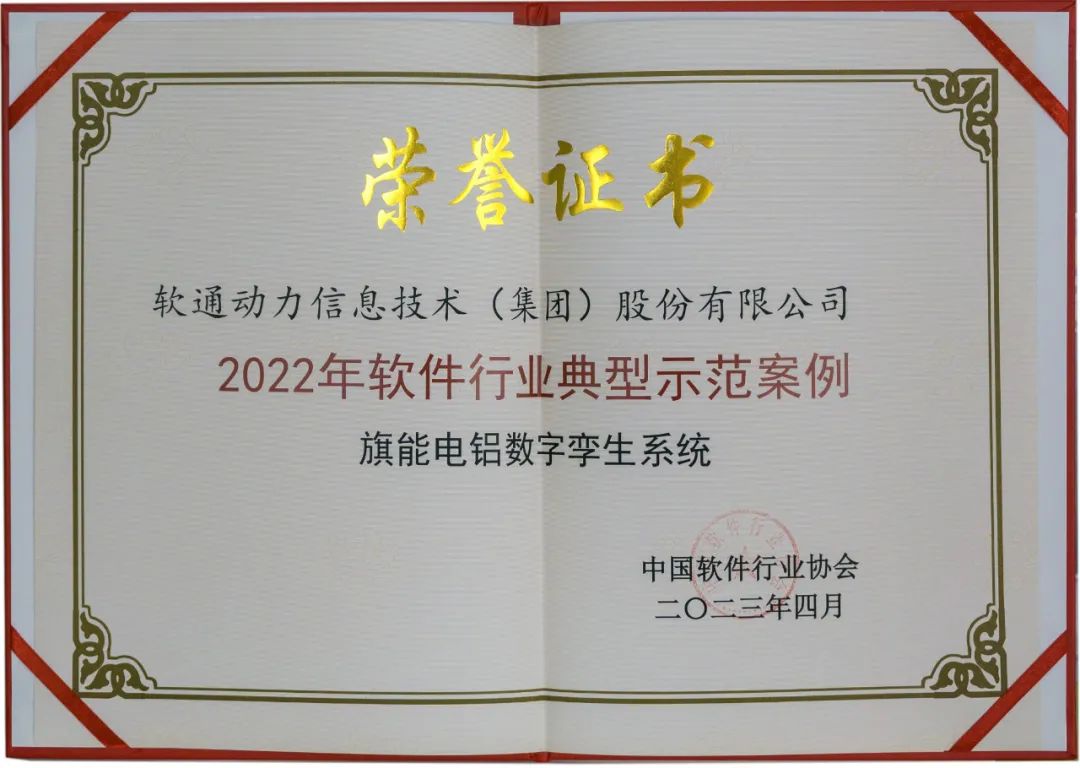 荣誉证书
软通动力信息技术（集团）股份有限公司
2022年软件行业典型示范案例
旗能电铝数字孪生系统
中国软件行业协会
二〇二三年四月